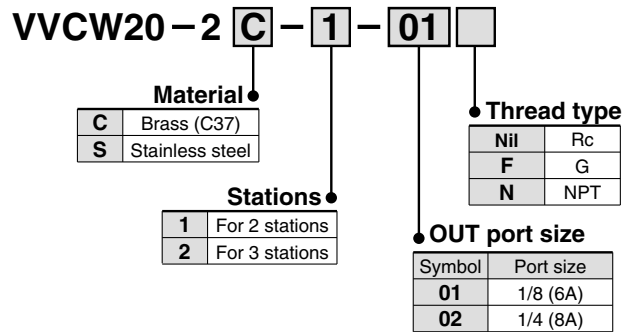 VVCW20-2 C - 1 - 01
Material
C Brass (C37)
S Stainless steel
Stations
1 For 2 stations
2 For 3 stations
Thread type
Nil Rc
F G
N NPT
OUT port size
Symbol Port size
01 1/8 (6A)
02 1/4 (8A)